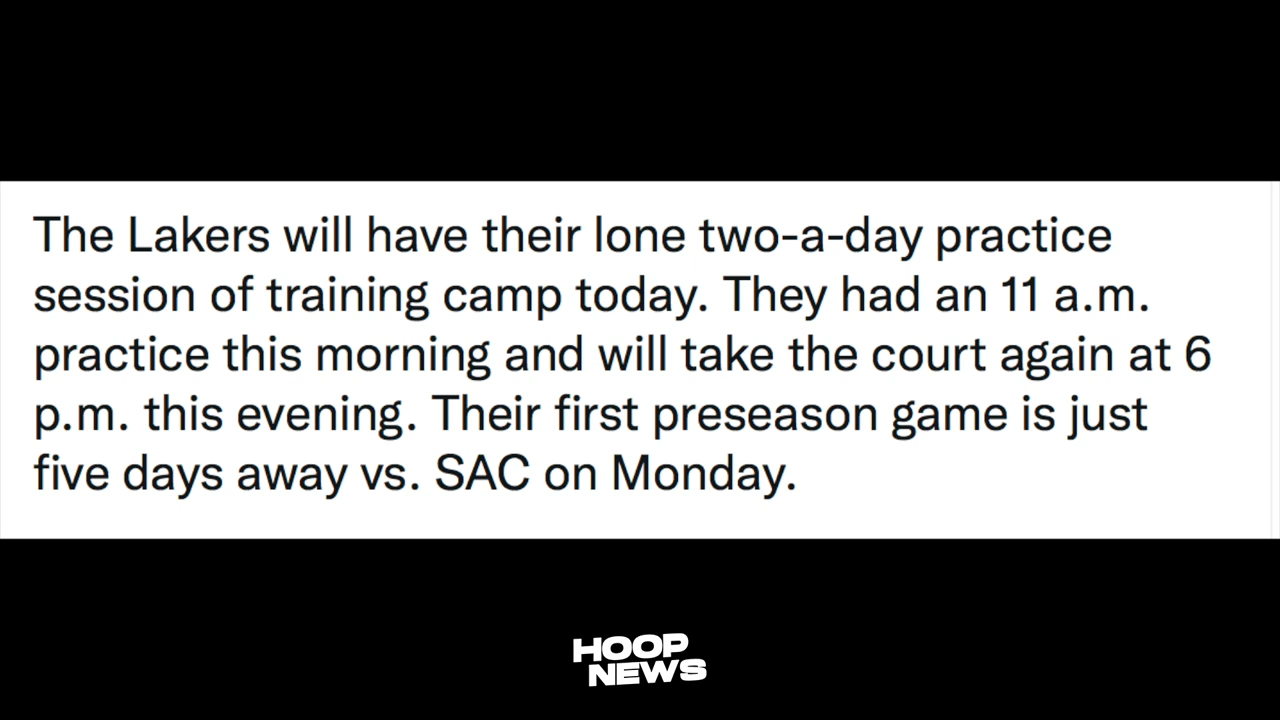 The Lakers will have their lone two-a-day practice
session of training camp today. They had an 11 a.m.
practice this morning and will take the court again at 6
p.m. this evening. Their first preseason game is just
five days away vs. SAC on Monday.
HOOP
NEWS